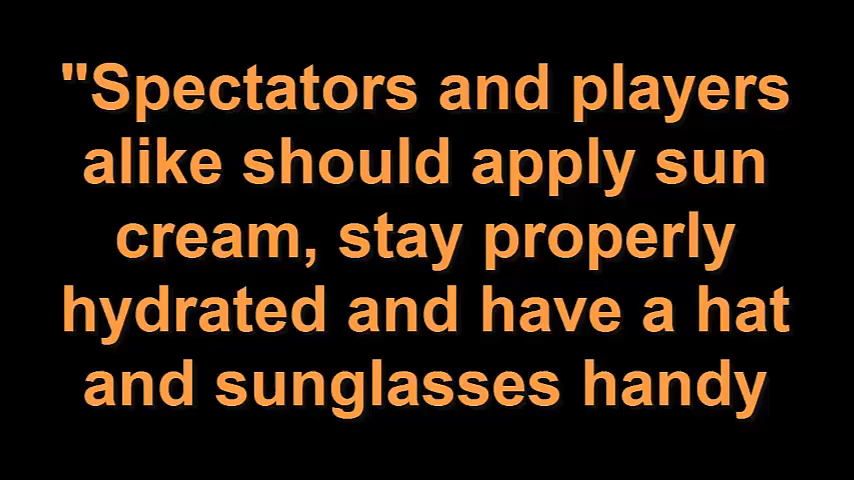 "Spectators and players
alike should apply sun
cream, stay properly
hydrated and have a hat
and sunglasses handy